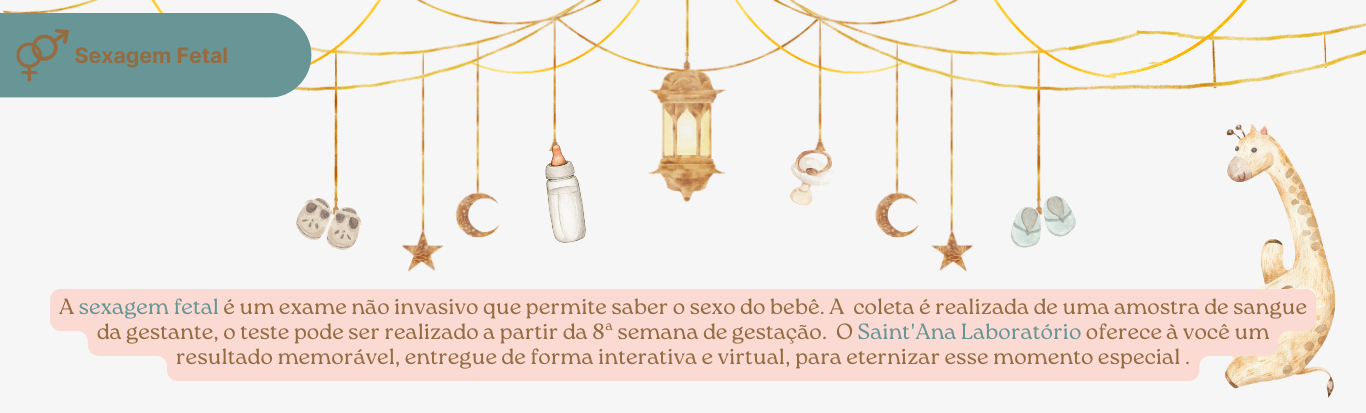 Sexagem Fetal
A sexagem fetal é um exame não invasivo que permite saber o sexo do bebê. A coleta é realizada de uma amostra de sangue
da gestante, o teste pode ser realizado a partir da 8ª semana de gestação. O Saint'Ana Laboratório oferece à você um
resultado memorável, entregue de forma interativa e virtual, para eternizar esse momento especial .